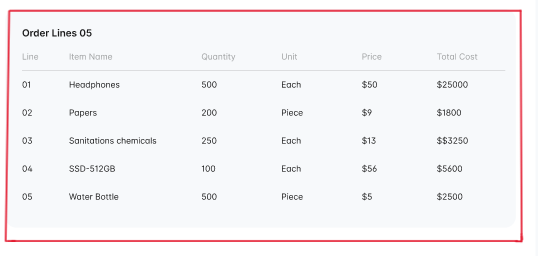 Order Lines 05
Line Item Name Quantity Unit Price Total Cost
01 Headphones 500 Each $50 $25000
02 Papers 200 Piece $9 $1800
03 Sanitations chemicals 250 Each $13 $$3250
04 SSD-512GB 100 Each $56 $5600
05 Water Bottle 500 Piece $5 $2500